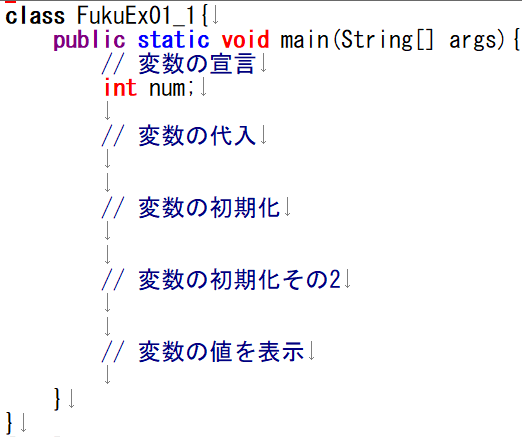 class FukuEx01_1{↓
public static void main(String[] args){
// 変数の宣言↓
int num;↓
↓
// 変数の代入↓
↓
↓
// 変数の初期化↓
↓
↓
// 変数の初期化その2↓
↓
↓
// 変数の値を表示↓
↓
}↓
}↓